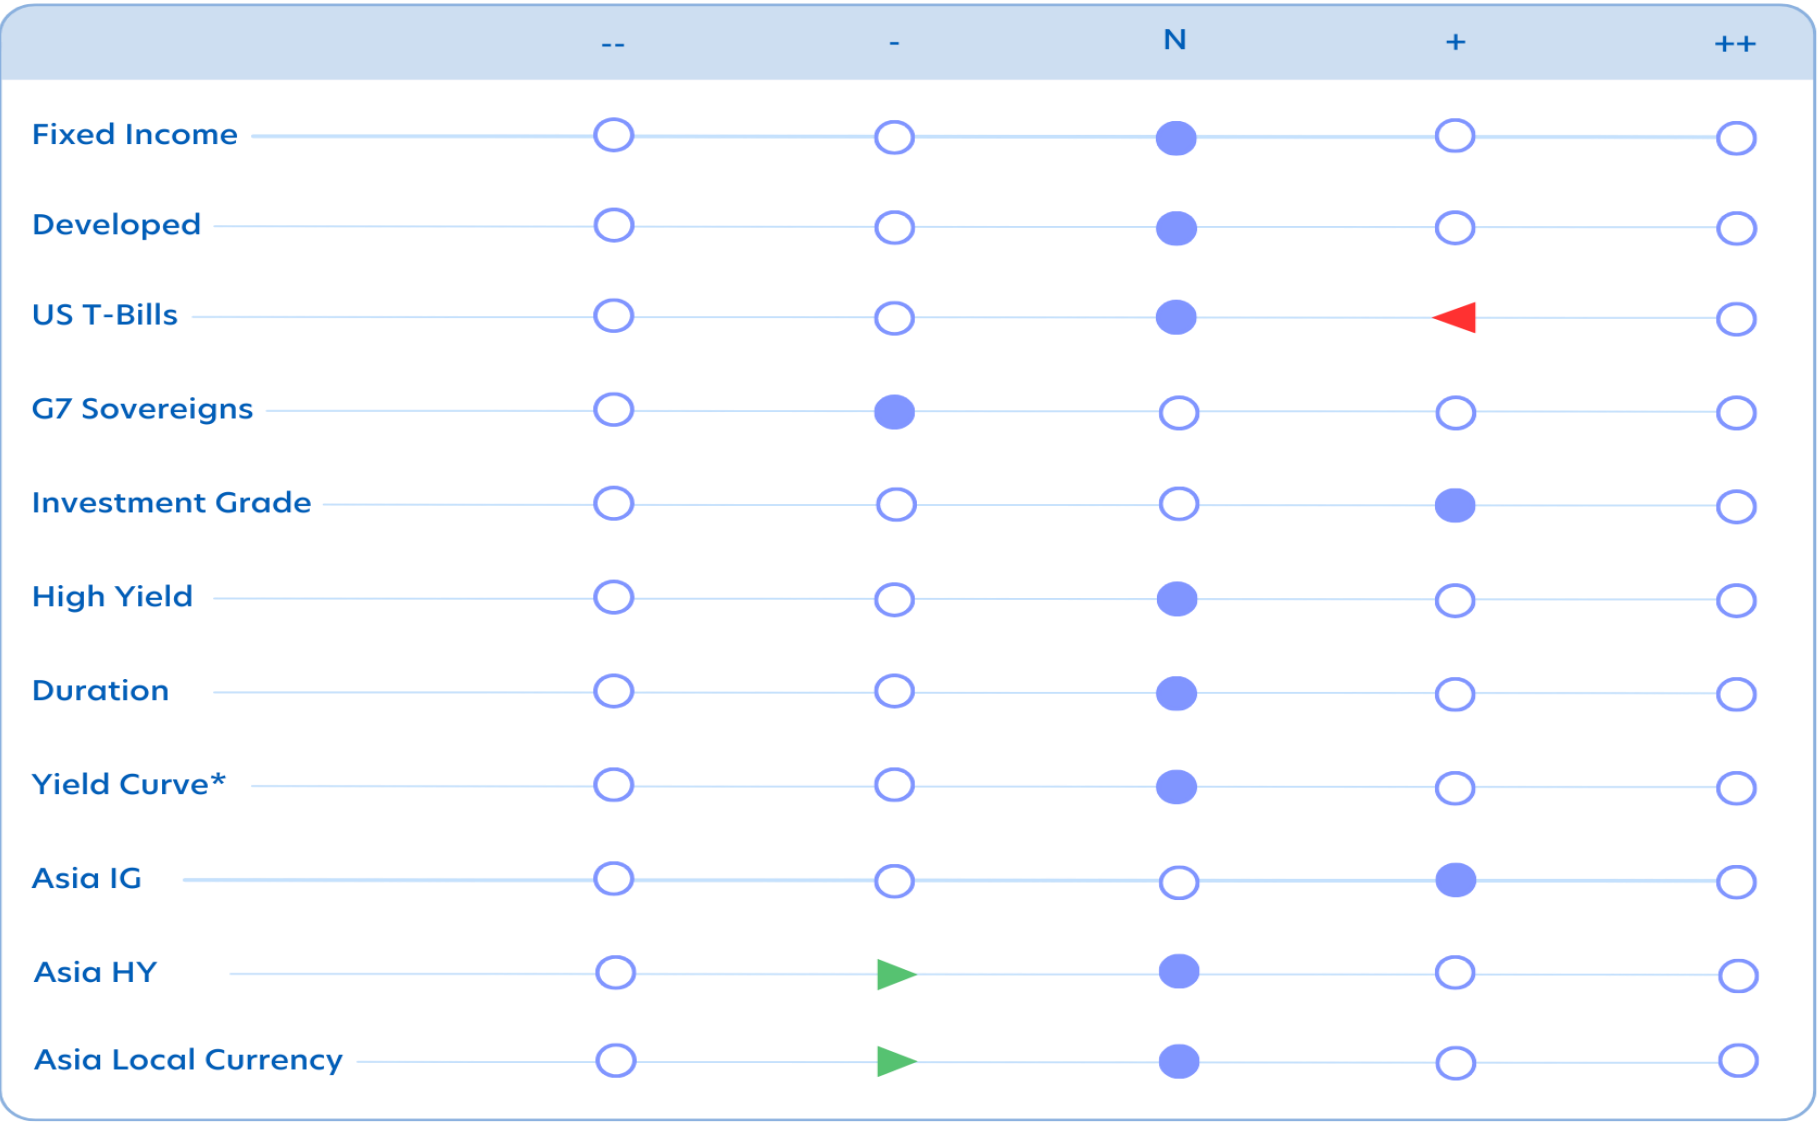 -- - N + ++
Fixed Income
Developed
US T-Bills
G7 Sovereigns
Investment Grade
High Yield
Duration
Yield Curve*
Asia IG
Asia HY
Asia Local Currency